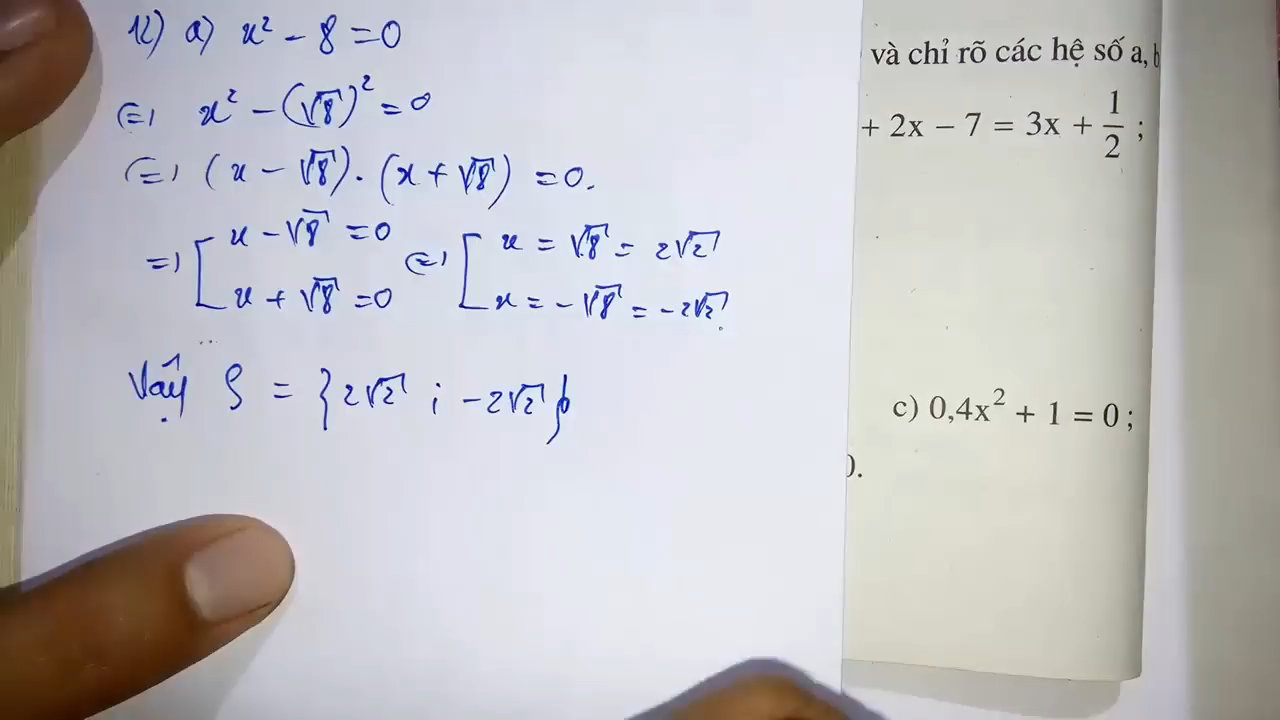 12) a) x² − 8 = 0
⇔ x² − (√8)² = 0
⇔ (x − √8) . (x + √8) = 0.
⇒ [ x − √8 = 0 ⇔ [ x = √8 = 2√2
x + √8 = 0 x = −√8 = −2√2
Vậy S = {2√2 ; −2√2}
và chỉ rõ các hệ số a,
+ 2x − 7 = 3x + 1/2 ;
c) 0,4x² + 1 = 0 ;
).